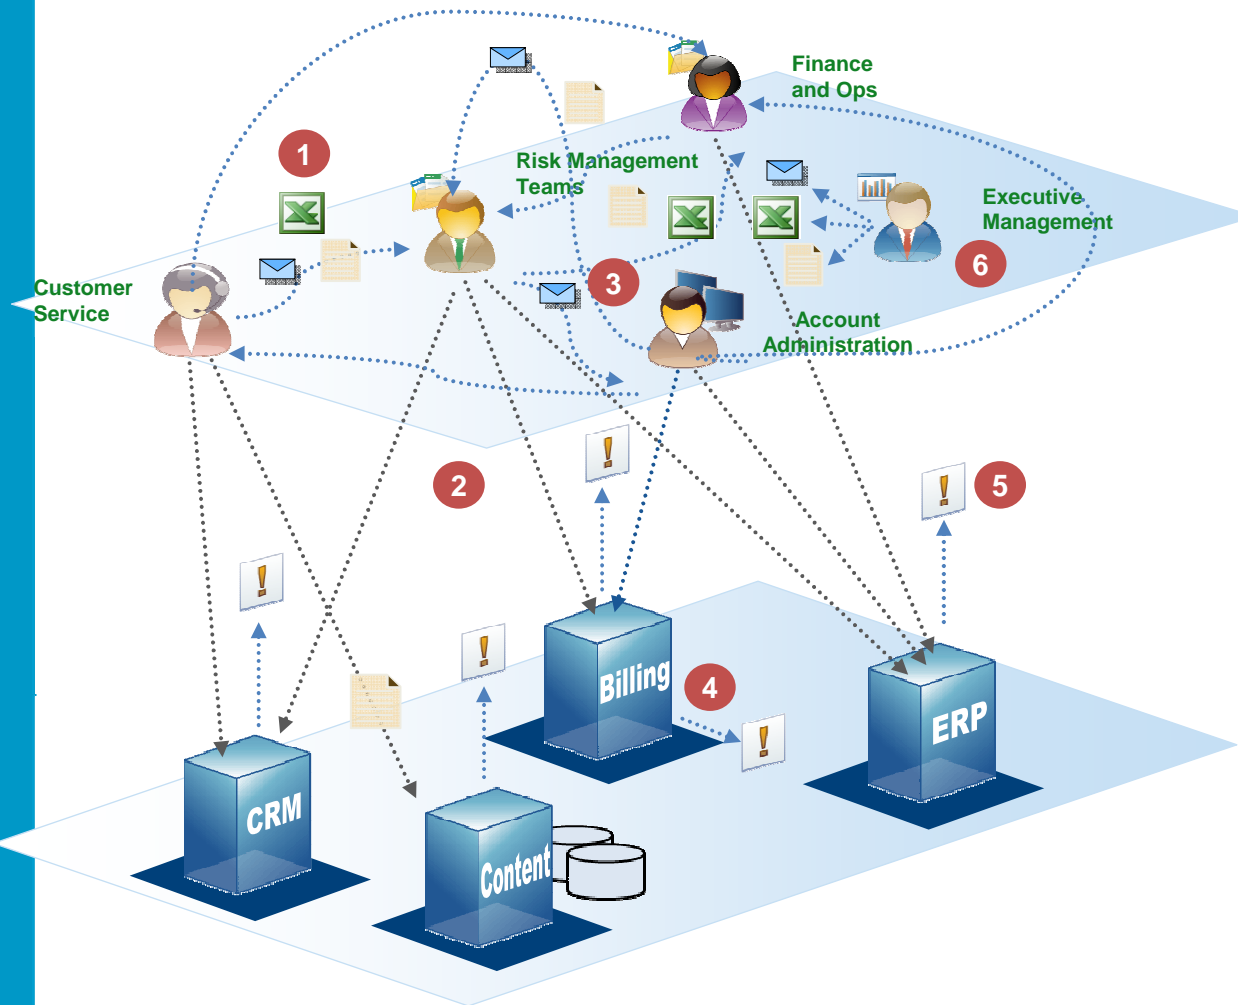 Finance
and Ops
1
Risk Management
Teams
Executive
Management
6
3
Customer
Service
Account
Administration
2
5
Billing
4
ERP
CRM
Content